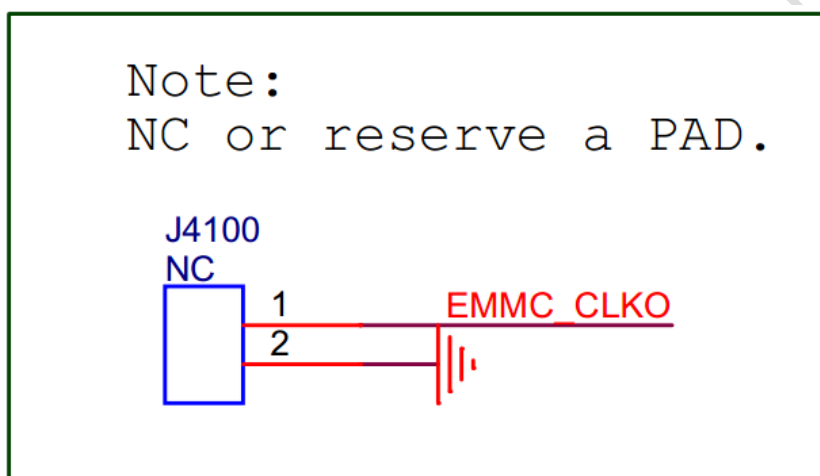 Note:
NC or reserve a PAD.
J4100
NC
1
EMMC_CLKO
2